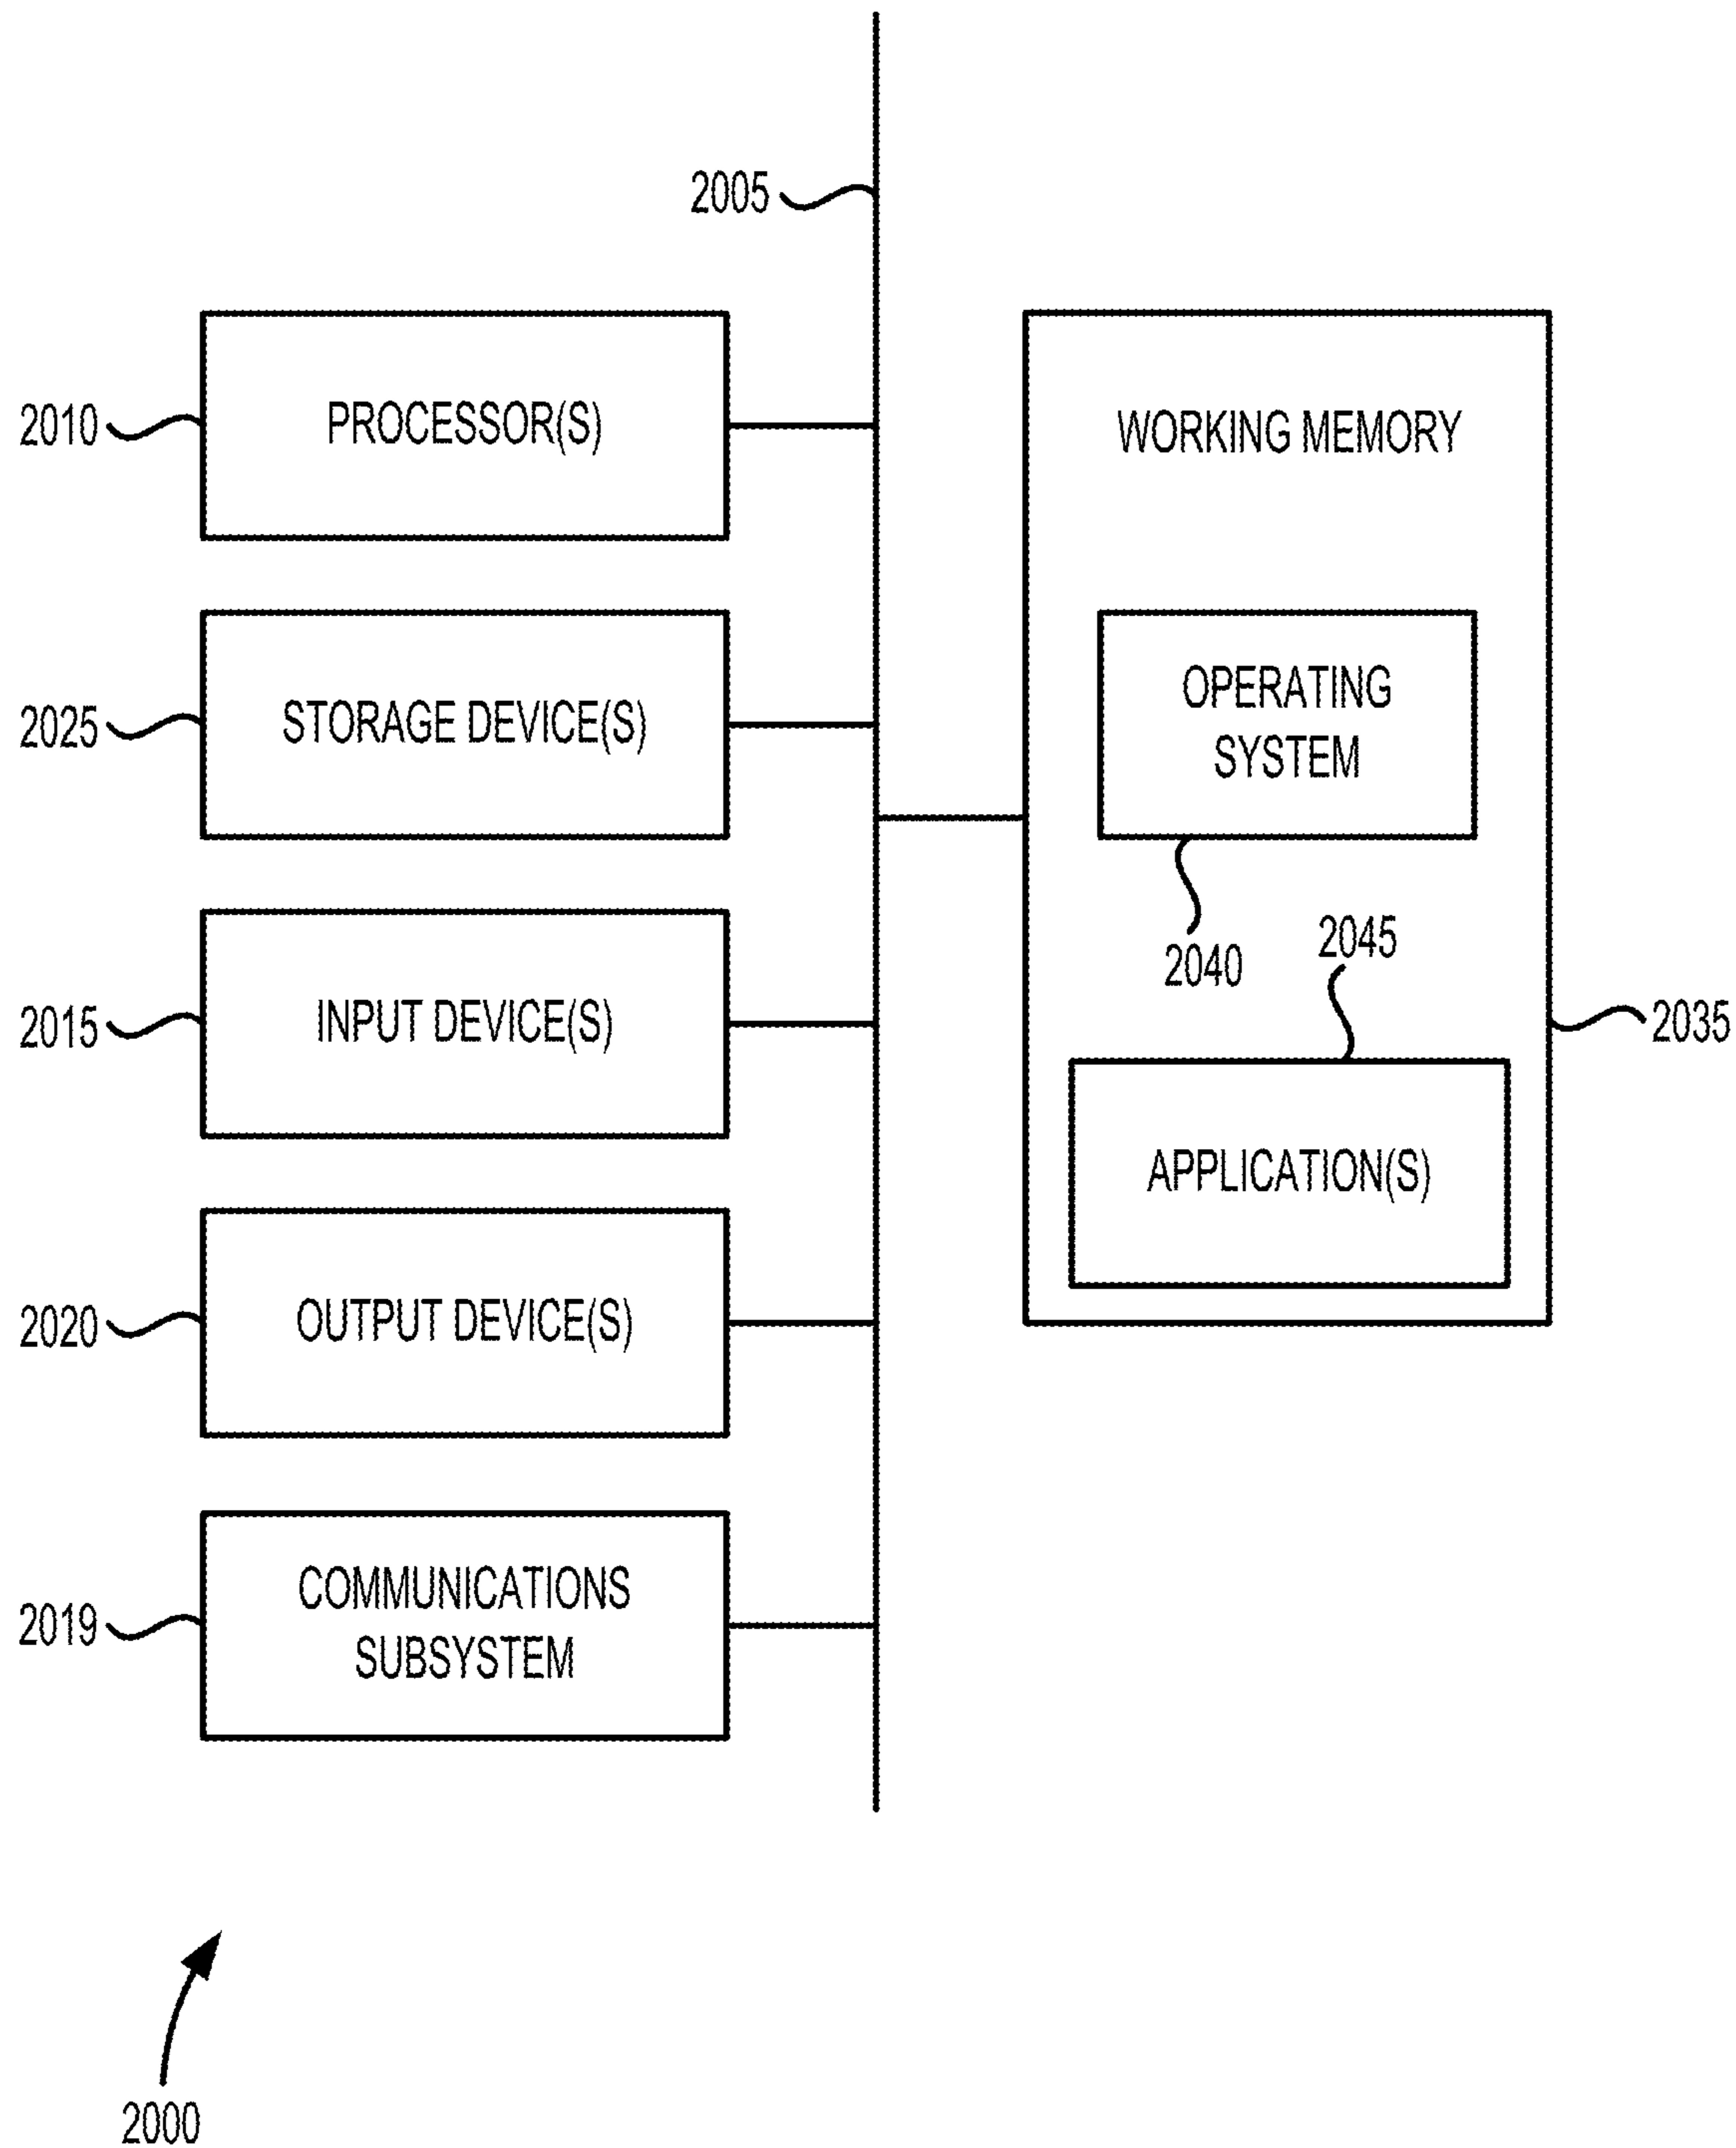 2005
2010
PROCESSOR(S)
WORKING MEMORY
2025
STORAGE DEVICE(S)
OPERATING
SYSTEM
2040
2045
2015
INPUT DEVICE(S)
2035
APPLICATION(S)
2020
OUTPUT DEVICE(S)
2019
COMMUNICATIONS
SUBSYSTEM
2000